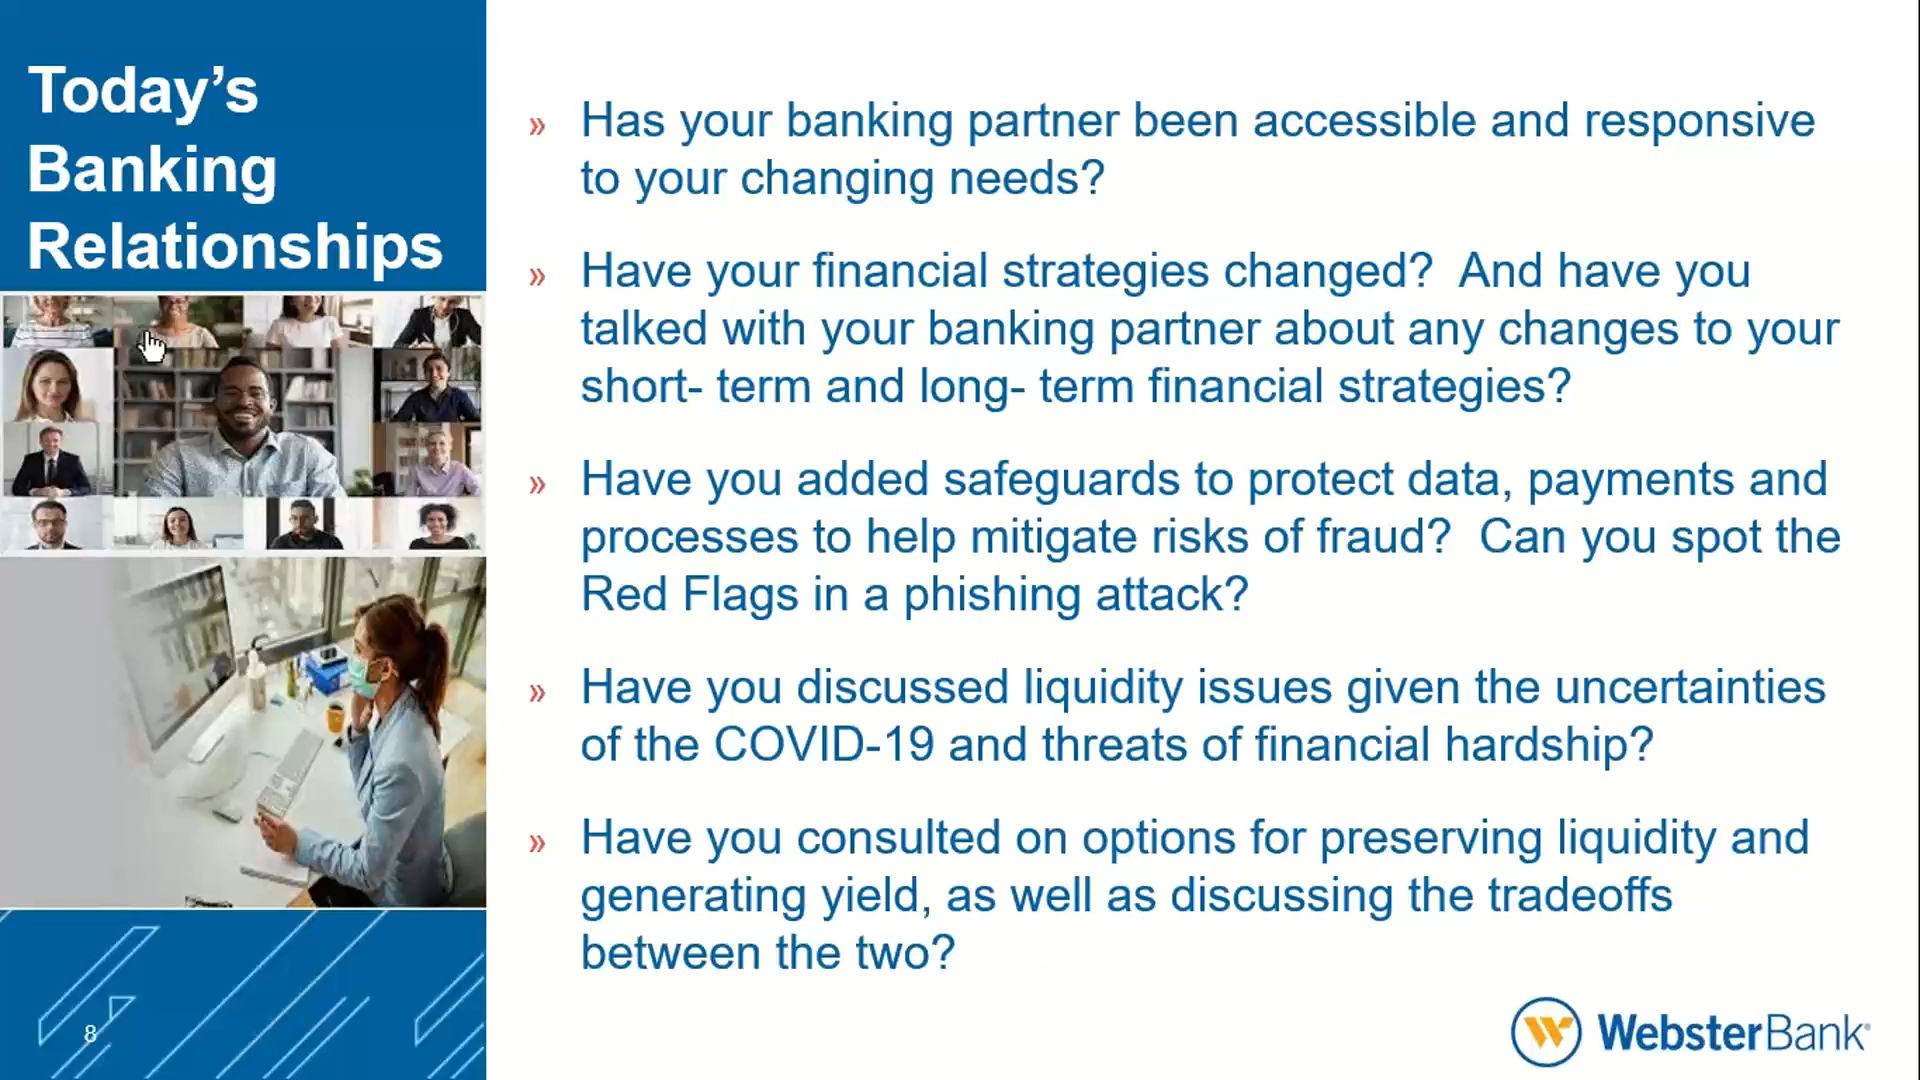 Today’s
Banking
Relationships
» Has your banking partner been accessible and responsive
to your changing needs?
» Have your financial strategies changed?  And have you
talked with your banking partner about any changes to your
short- term and long- term financial strategies?
» Have you added safeguards to protect data, payments and
processes to help mitigate risks of fraud?  Can you spot the
Red Flags in a phishing attack?
» Have you discussed liquidity issues given the uncertainties
of the COVID-19 and threats of financial hardship?
» Have you consulted on options for preserving liquidity and
generating yield, as well as discussing the tradeoffs
between the two?
8
W WebsterBank®